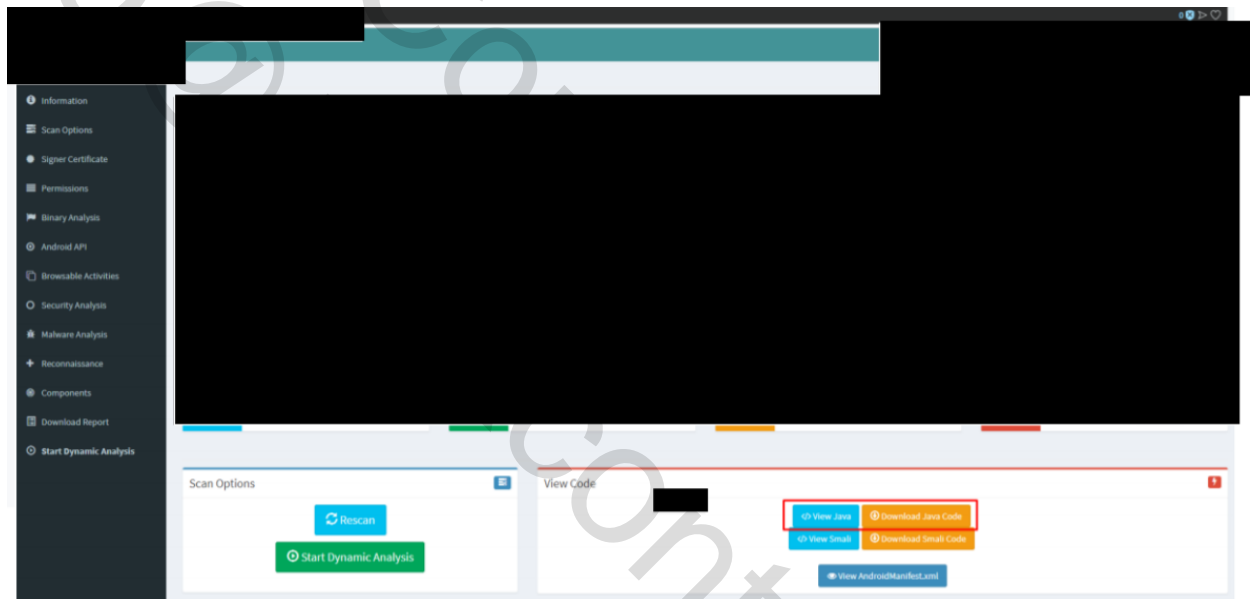 0
Information
Scan Options
Signer Certificate
Permissions
Binary Analysis
Android API
Browsable Activities
Security Analysis
Malware Analysis
Reconnaissance
Components
Download Report
Start Dynamic Analysis
Scan Options
View Code
Rescan
Start Dynamic Analysis
</> View Java
Download Java Code
</> View Smali
Download Smali Code
View AndroidManifest.xml